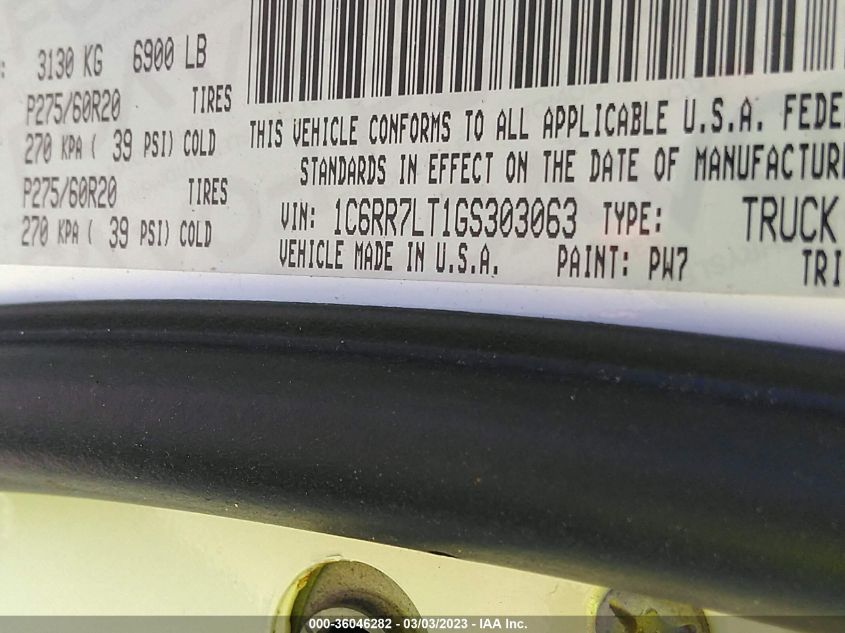 : 3130 KG 6900 LB
P275/60R20 TIRES
270 KPA ( 39 PSI) COLD
P275/60R20 TIRES
270 KPA ( 39 PSI) COLD
THIS VEHICLE CONFORMS TO ALL APPLICABLE U.S.A. FEDE
STANDARDS IN EFFECT ON THE DATE OF MANUFACTUR
VIN: 1C6RR7LT1GS303063 TYPE: TRUCK
VEHICLE MADE IN U.S.A. PAINT: PW7 TRI
000-36046282 - 03/03/2023 - IAA Inc.